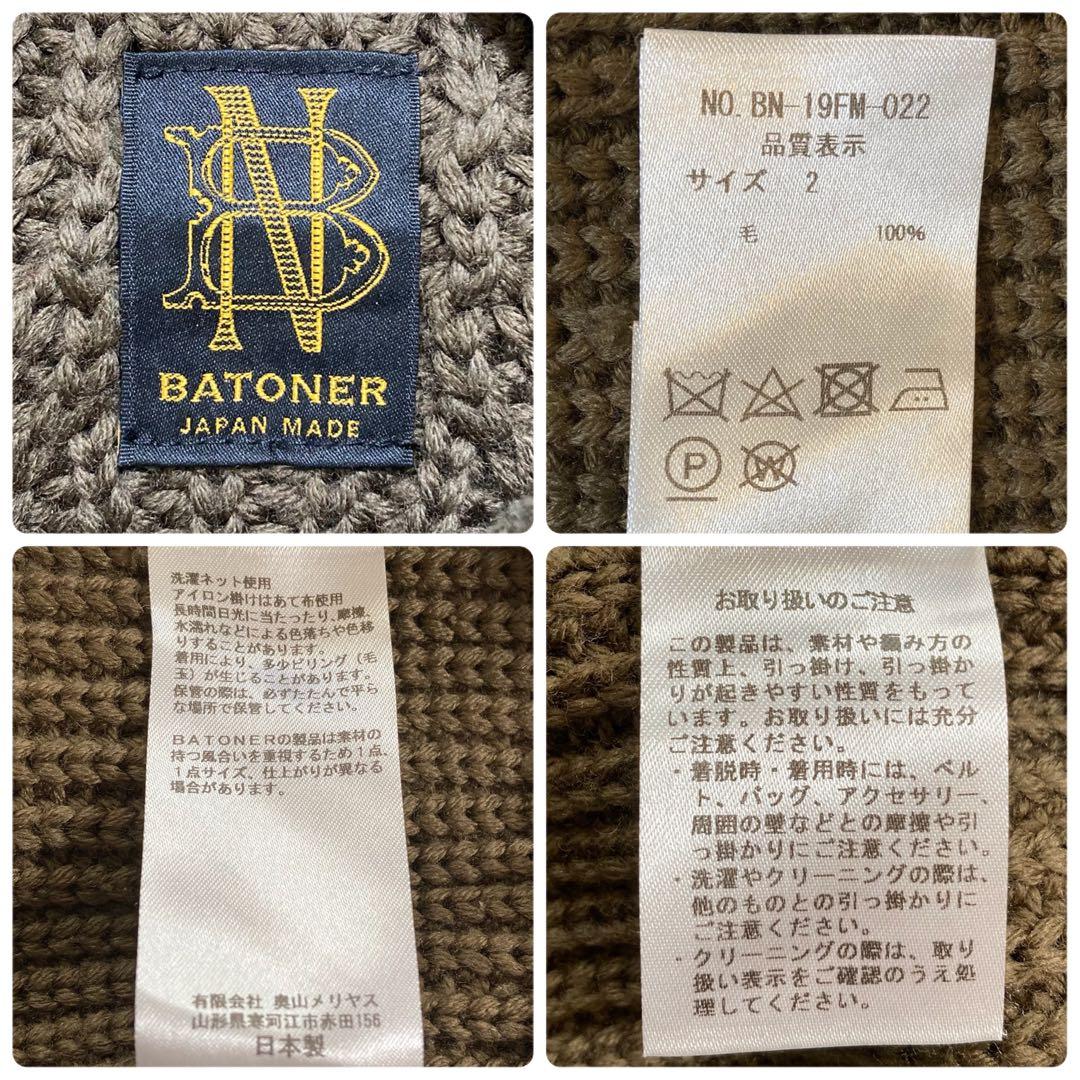 BN
BATONER
JAPAN MADE
NO. BN-19FM-022
品質表示
サイズ 2
毛 100%
P
W
洗濯ネット使用
アイロン掛けはあて布使用
長時間日光に当たったり、摩擦、
水濡れなどによる色落ちや色移
りすることがあります。
着用により、多少ピリング(毛
玉)が生じることがあります。
保管の際は、必ずたたんで平ら
な場所で保管してください。
BATONERの製品は素材の
持つ風合いを重視するため1点、
1点サイズ、仕上がりが異なる
場合があります。
有限会社 奥山メリヤス
山形県寒河江市赤田156
日本製
お取り扱いのご注意
この製品は、素材や編み方の
性質上、引っ掛け、引っ掛か
りが起きやすい性質をもって
います。お取り扱いには充分
ご注意ください。
・着脱時・着用時には、ベル
ト、バッグ、アクセサリー、
周囲の壁などとの摩擦や引
っ掛かりにご注意ください。
・洗濯やクリーニングの際は、
他のものとの引っ掛かりに
ご注意ください。
・クリーニングの際は、取り
扱い表示をご確認のうえ処
理してください。